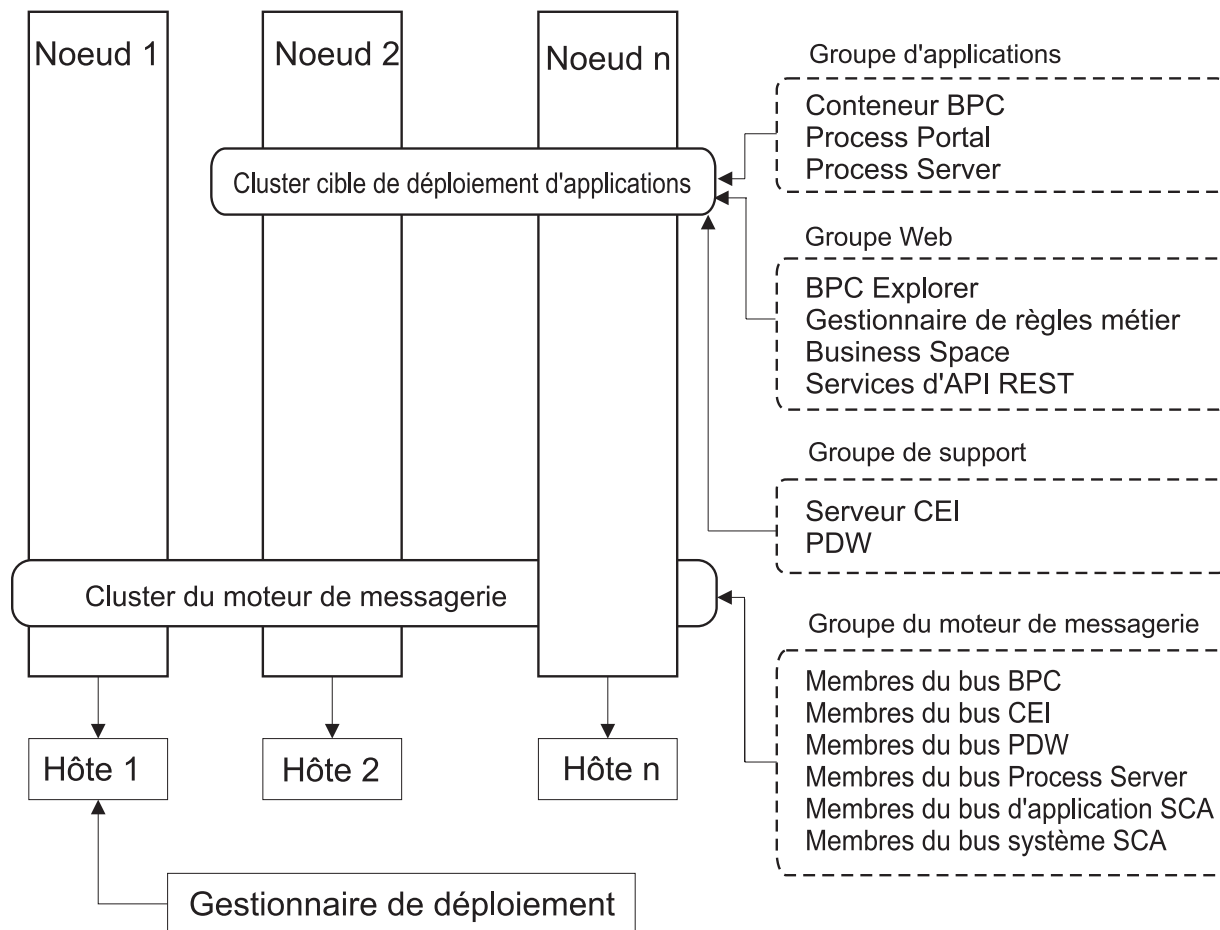 Noeud 1
Noeud 2
Noeud n
Cluster cible de déploiement d'applications
Cluster du moteur de messagerie
Hôte 1
Hôte 2
Hôte n
Gestionnaire de déploiement
Groupe d'applications
Conteneur BPC
Process Portal
Process Server
Groupe Web
BPC Explorer
Gestionnaire de règles métier
Business Space
Services d'API REST
Groupe de support
Serveur CEI
PDW
Groupe du moteur de messagerie
Membres du bus BPC
Membres du bus CEI
Membres du bus PDW
Membres du bus Process Server
Membres du bus d'application SCA
Membres du bus système SCA